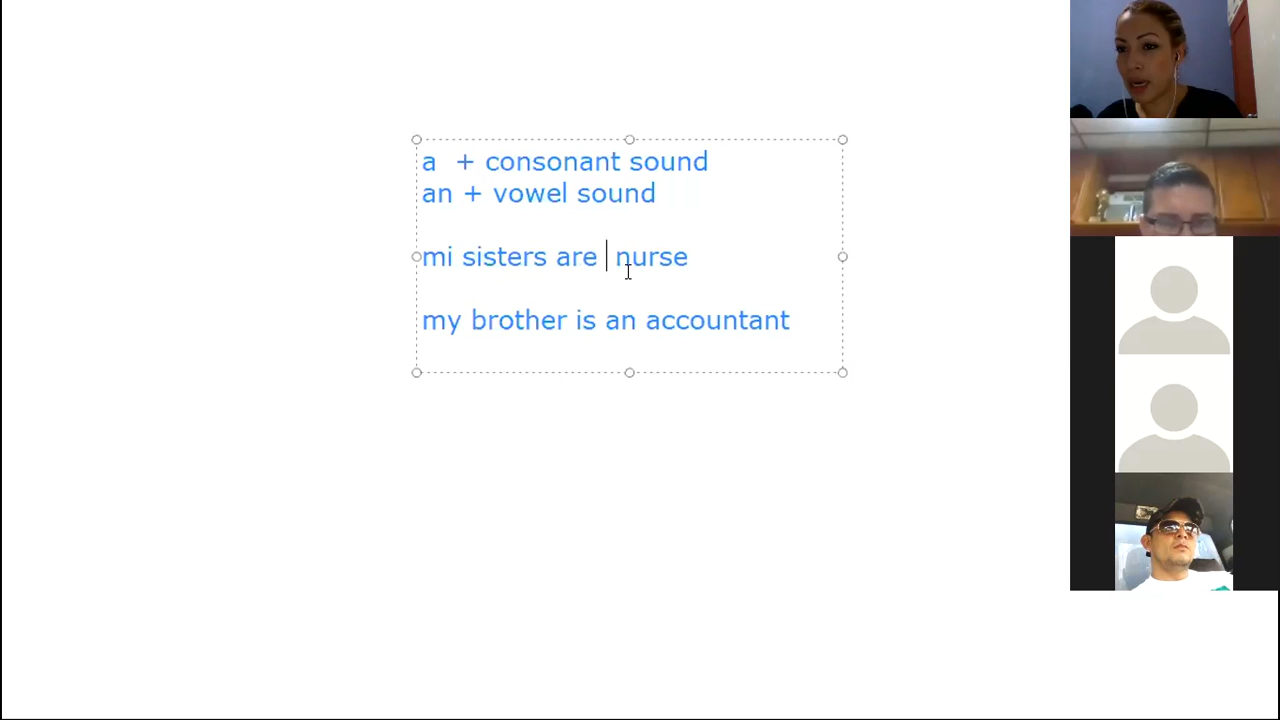 a + consonant sound
an + vowel sound
mi sisters are nurse
my brother is an accountant